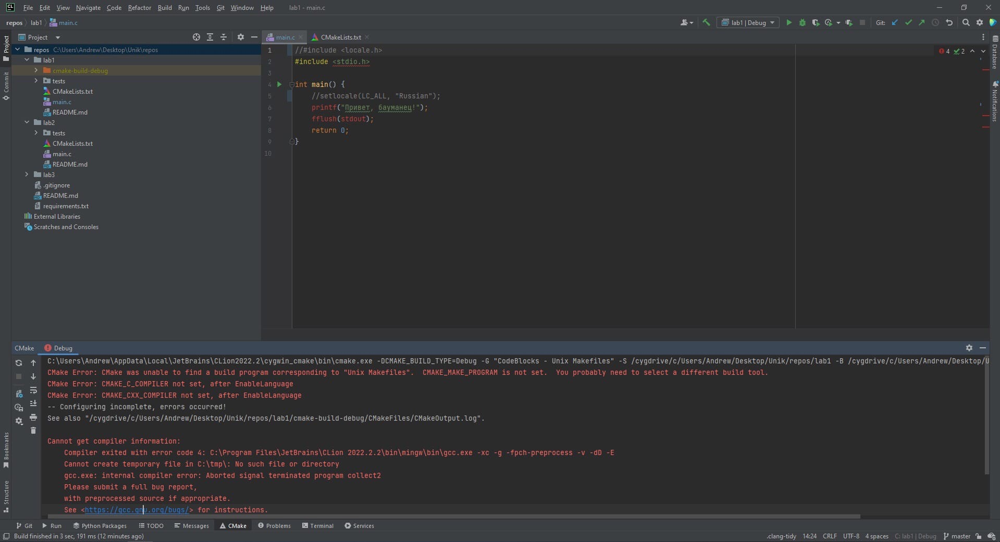 CL File Edit View Navigate Code Refactor Build Run Tools Git Window Help lab1 - main.c
repos lab1 main.c lab1 | Debug Git:
Project
Project
Commit
Bookmarks
Structure
repos C:\Users\Andrew\Desktop\Unik\repos
lab1
cmake-build-debug
tests
CMakeLists.txt
main.c
README.md
lab2
tests
CMakeLists.txt
main.c
README.md
lab3
.gitignore
README.md
requirements.txt
External Libraries
Scratches and Consoles
main.c CMakeLists.txt
4 2
1 //#include <locale.h>
2 #include <stdio.h>
3
4 int main() {
5 //setlocale(LC_ALL, "Russian");
6 printf("Привет, бауманец!");
7 fflush(stdout);
8 return 0;
9 }
10
Database
Notifications
CMake Debug
C:\Users\Andrew\AppData\Local\JetBrains\CLion2022.2\cygwin_cmake\bin\cmake.exe -DCMAKE_BUILD_TYPE=Debug -G "CodeBlocks - Unix Makefiles" -S /cygdrive/c/Users/Andrew/Desktop/Unik/repos/lab1 -B /cygdrive/c/Users/Andrew/Desktop/U
CMake Error: CMake was unable to find a build program corresponding to "Unix Makefiles".  CMAKE_MAKE_PROGRAM is not set.  You probably need to select a different build tool.
CMake Error: CMAKE_C_COMPILER not set, after EnableLanguage
CMake Error: CMAKE_CXX_COMPILER not set, after EnableLanguage
-- Configuring incomplete, errors occurred!
See also "/cygdrive/c/Users/Andrew/Desktop/Unik/repos/lab1/cmake-build-debug/CMakeFiles/CMakeOutput.log".
Cannot get compiler information:
Compiler exited with error code 4: C:\Program Files\JetBrains\CLion 2022.2.2\bin\mingw\bin\gcc.exe -xc -g -fpch-preprocess -v -dD -E
Cannot create temporary file in C:\tmp\: No such file or directory
gcc.exe: internal compiler error: Aborted signal terminated program collect2
Please submit a full bug report,
with preprocessed source if appropriate.
See <https://gcc.gnu.org/bugs/> for instructions.
Git Run Python Packages TODO Messages CMake Problems Terminal Services
Build finished in 3 sec, 191 ms (12 minutes ago) .clang-tidy 14:24 CRLF UTF-8 4 spaces C: lab1 | Debug master